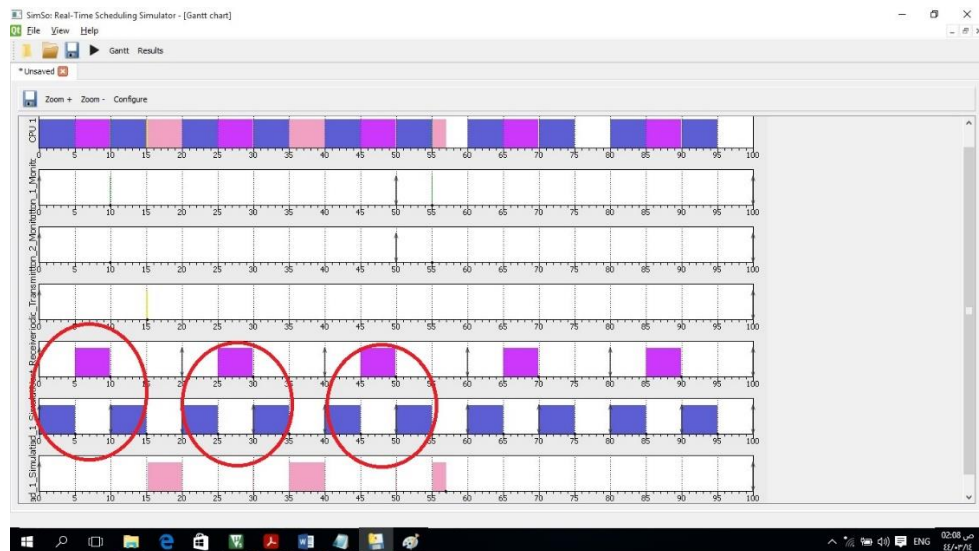 SimSo: Real-Time Scheduling Simulator - [Gantt chart]
File View Help
Gantt Results
*Unsaved
Zoom + Zoom - Configure
CPU 1
0 5 10 15 20 25 30 35 40 45 50 55 60 65 70 75 80 85 90 95 100
0 5 10 15 20 25 30 35 40 45 50 55 60 65 70 75 80 85 90 95 100
0 5 10 15 20 25 30 35 40 45 50 55 60 65 70 75 80 85 90 95 100
0 5 10 15 20 25 30 35 40 45 50 55 60 65 70 75 80 85 90 95 100
0 5 10 15 20 25 30 35 40 45 50 55 60 65 70 75 80 85 90 95 100
0 5 10 15 20 25 30 35 40 45 50 55 60 65 70 75 80 85 90 95 100
0 5 10 15 20 25 30 35 40 45 50 55 60 65 70 75 80 85 90 95 100
ENG
02:08 ص